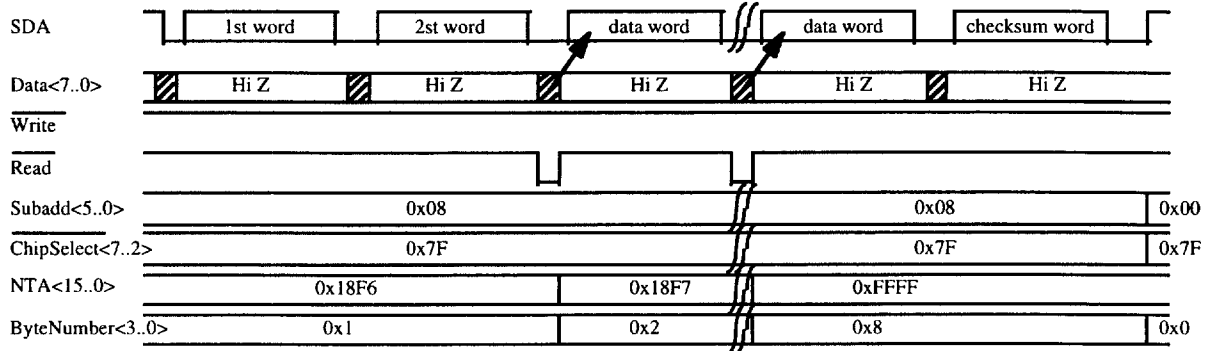 SDA 1st word 2st word data word data word checksum word
Data<7..0> Hi Z Hi Z Hi Z Hi Z Hi Z
Write
Read
Subadd<5..0> 0x08 0x08 0x00
ChipSelect<7..2> 0x7F 0x7F 0x7F
NTA<15..0> 0x18F6 0x18F7 0xFFFF
ByteNumber<3..0> 0x1 0x2 0x8 0x0